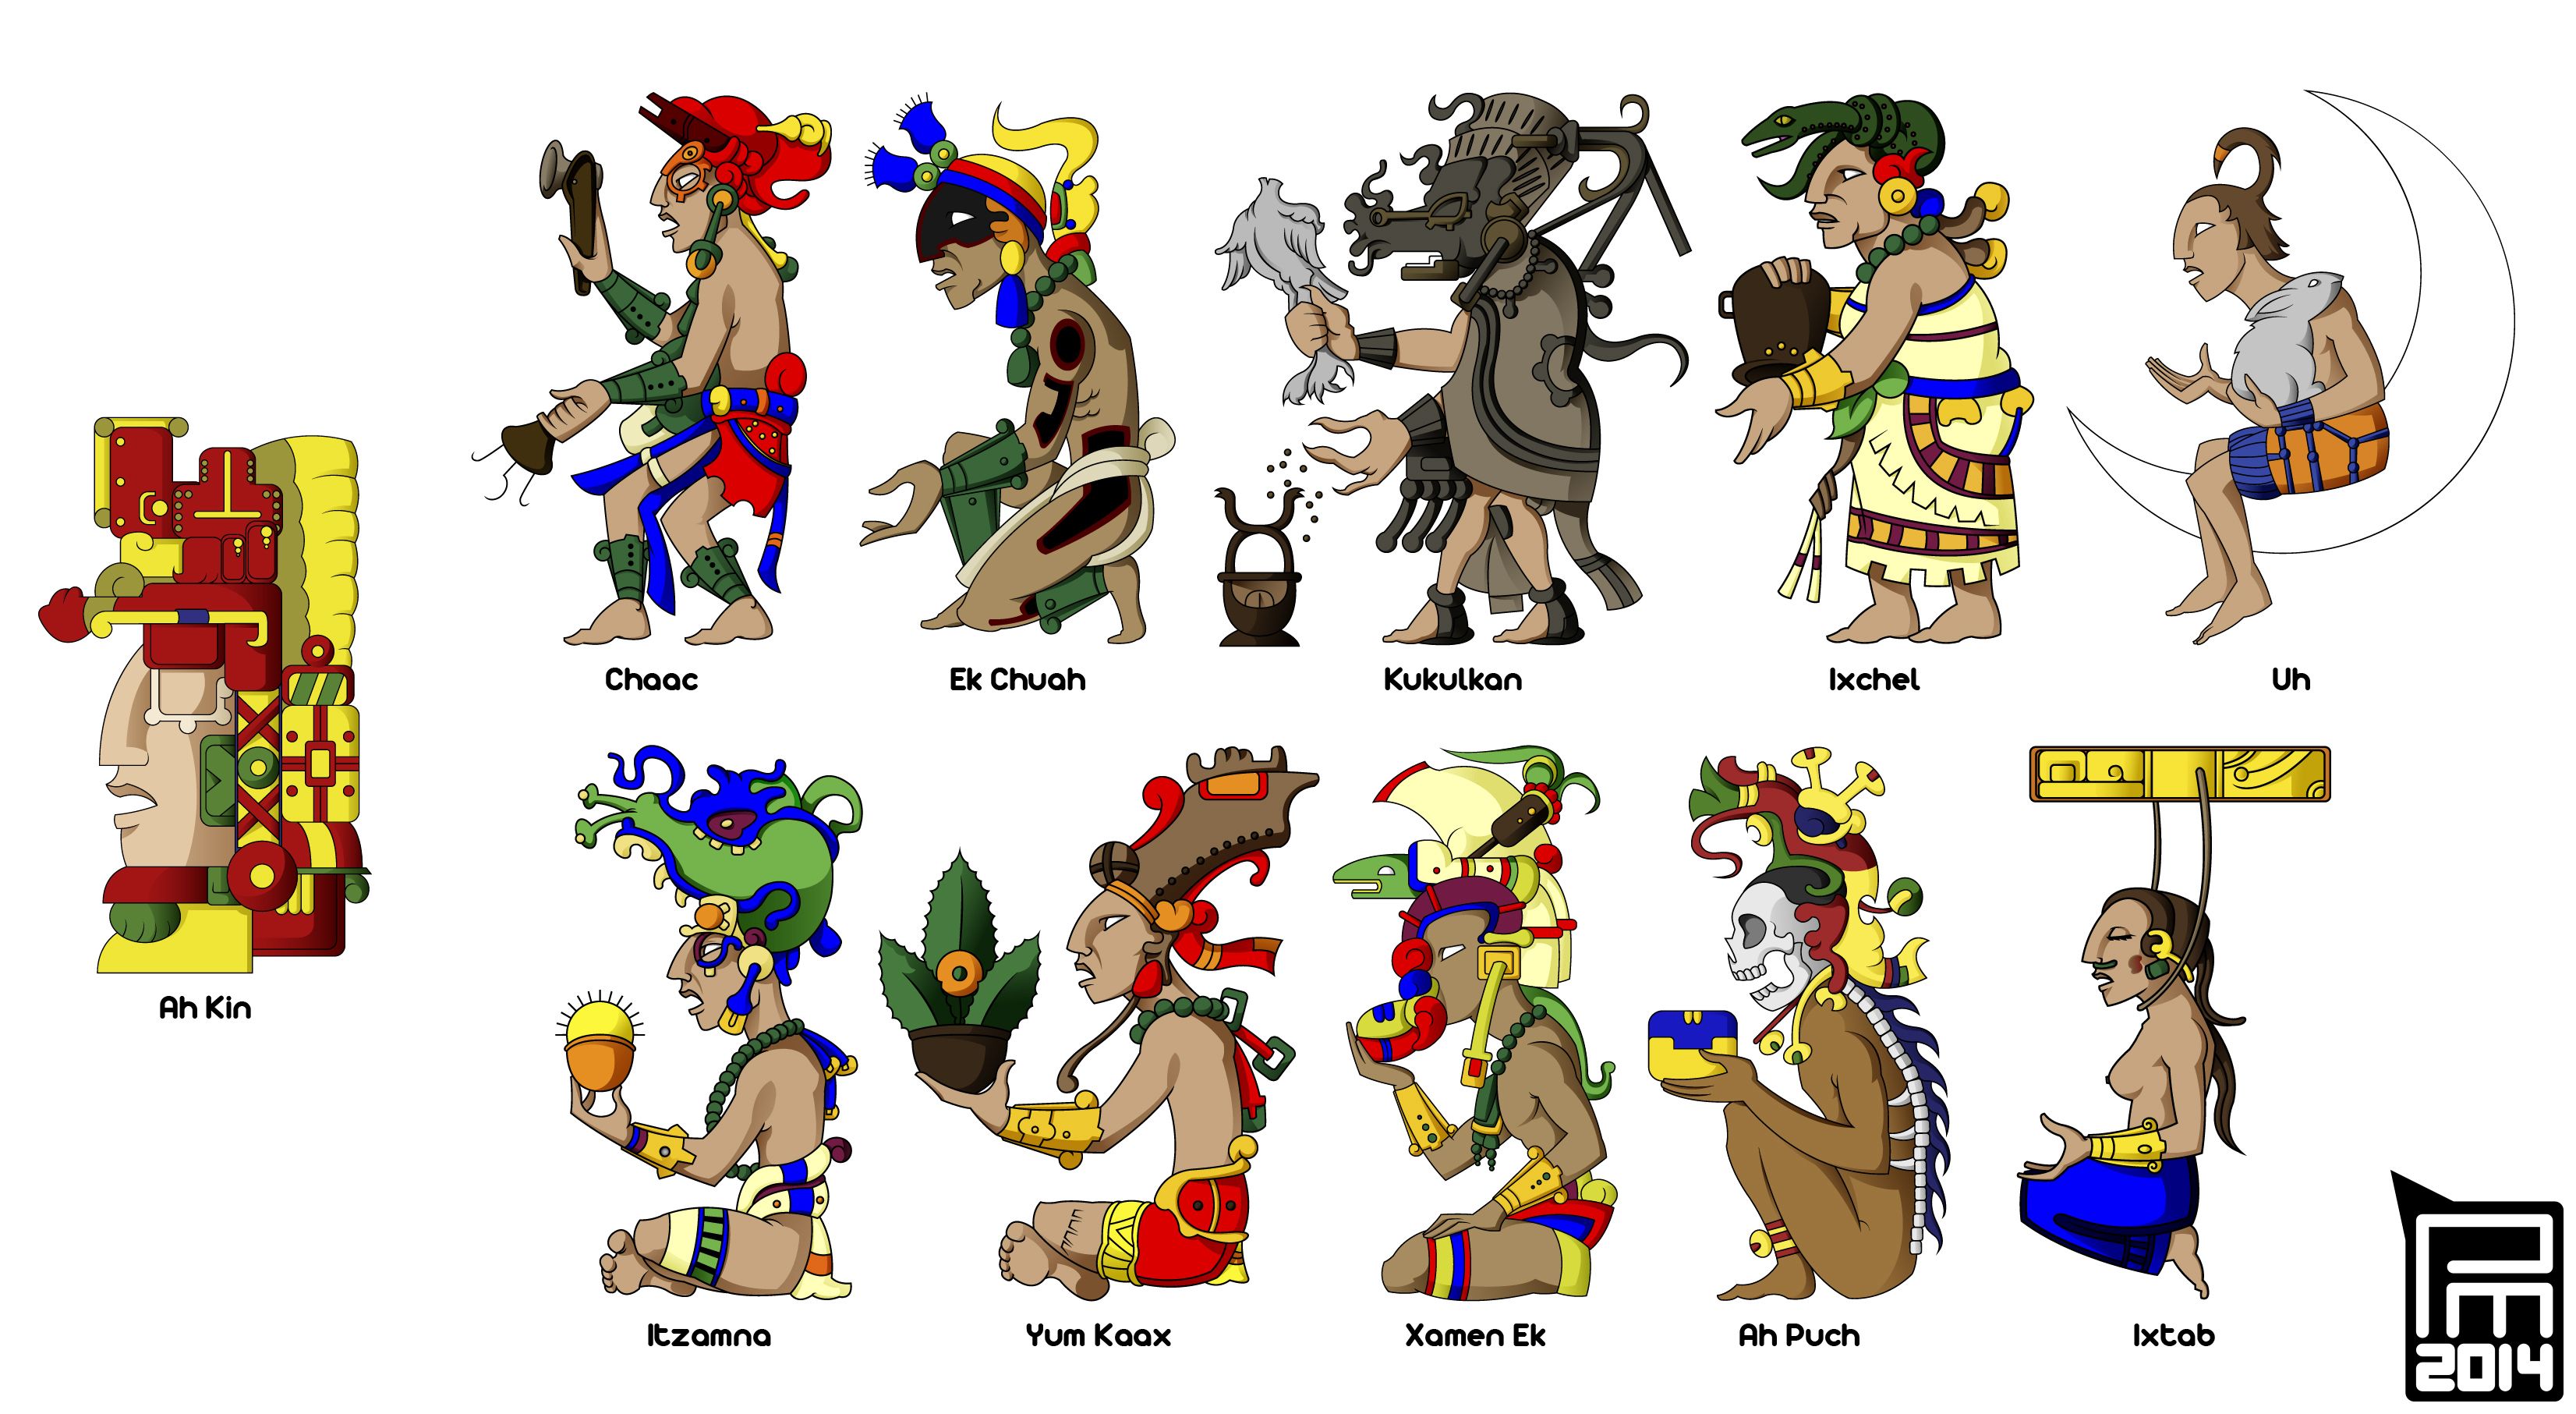 Chaac
Ek Chuah
Kukulkan
Ixchel
Uh
Ah Kin
Itzamna
Yum Kaax
Xamen Ek
Ah Puch
Ixtab
2014